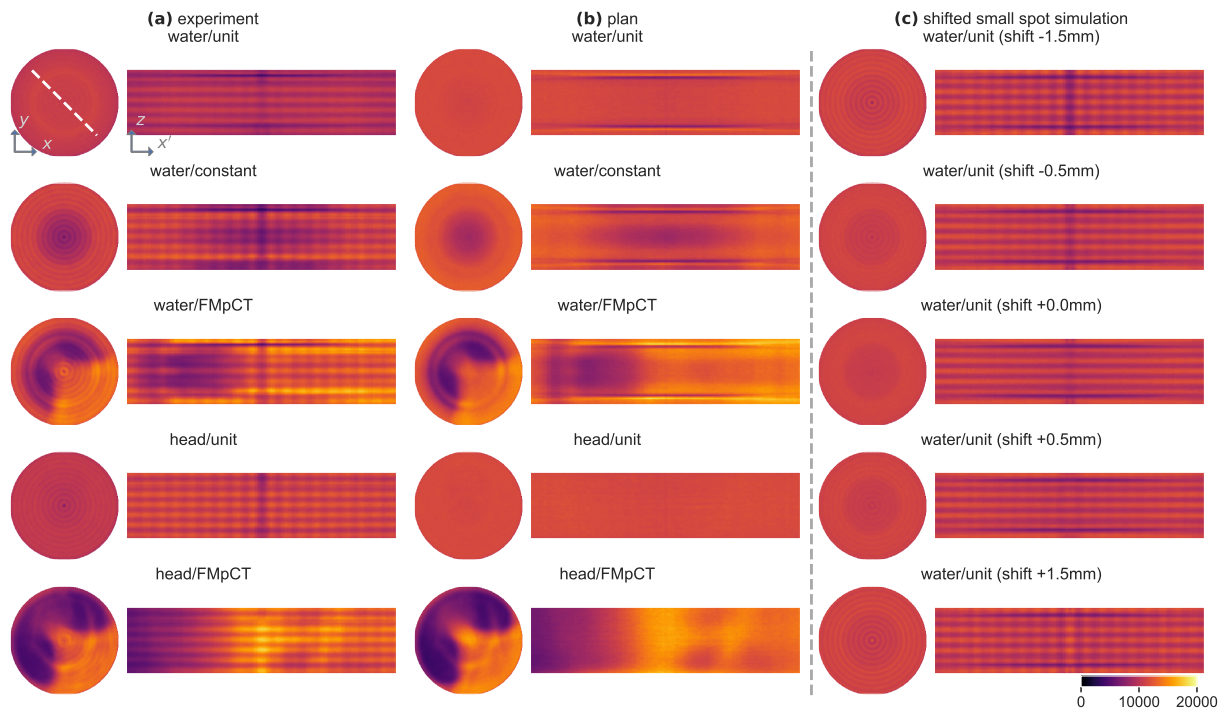 (a) experiment
water/unit
y
x
z
x′
water/constant
water/FMpCT
head/unit
head/FMpCT
(b) plan
water/unit
water/constant
water/FMpCT
head/unit
head/FMpCT
(c) shifted small spot simulation
water/unit (shift -1.5mm)
water/unit (shift -0.5mm)
water/unit (shift +0.0mm)
water/unit (shift +0.5mm)
water/unit (shift +1.5mm)
0 10000 20000